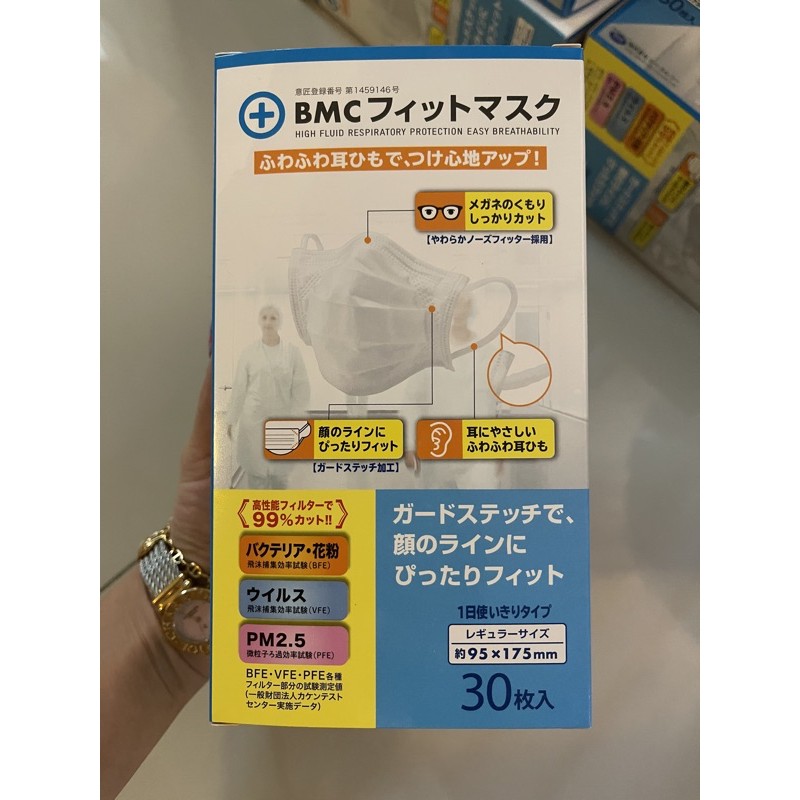 意匠登録番号 第1459146号
BMCフィットマスク
HIGH FLUID RESPIRATORY PROTECTION EASY BREATHABILITY
ふわふわ耳ひもで、つけ心地アップ！
メガネのくもり
しっかりカット
【やわらかノーズフィッター採用】
顔のラインに
ぴったりフィット
【ガードステッチ加工】
耳にやさしい
ふわふわ耳ひも
《高性能フィルターで
99%カット!!》
バクテリア・花粉
飛沫捕集効率試験(BFE)
ウイルス
飛沫捕集効率試験(VFE)
PM2.5
微粒子ろ過効率試験(PFE)
BFE・VFE・PFE各種
フィルター部分の試験測定値
(一般財団法人カケンテスト
センター実施データ)
ガードステッチで、
顔のラインに
ぴったりフィット
1日使いきりタイプ
レギュラーサイズ
約95×175mm
30枚入
30枚入